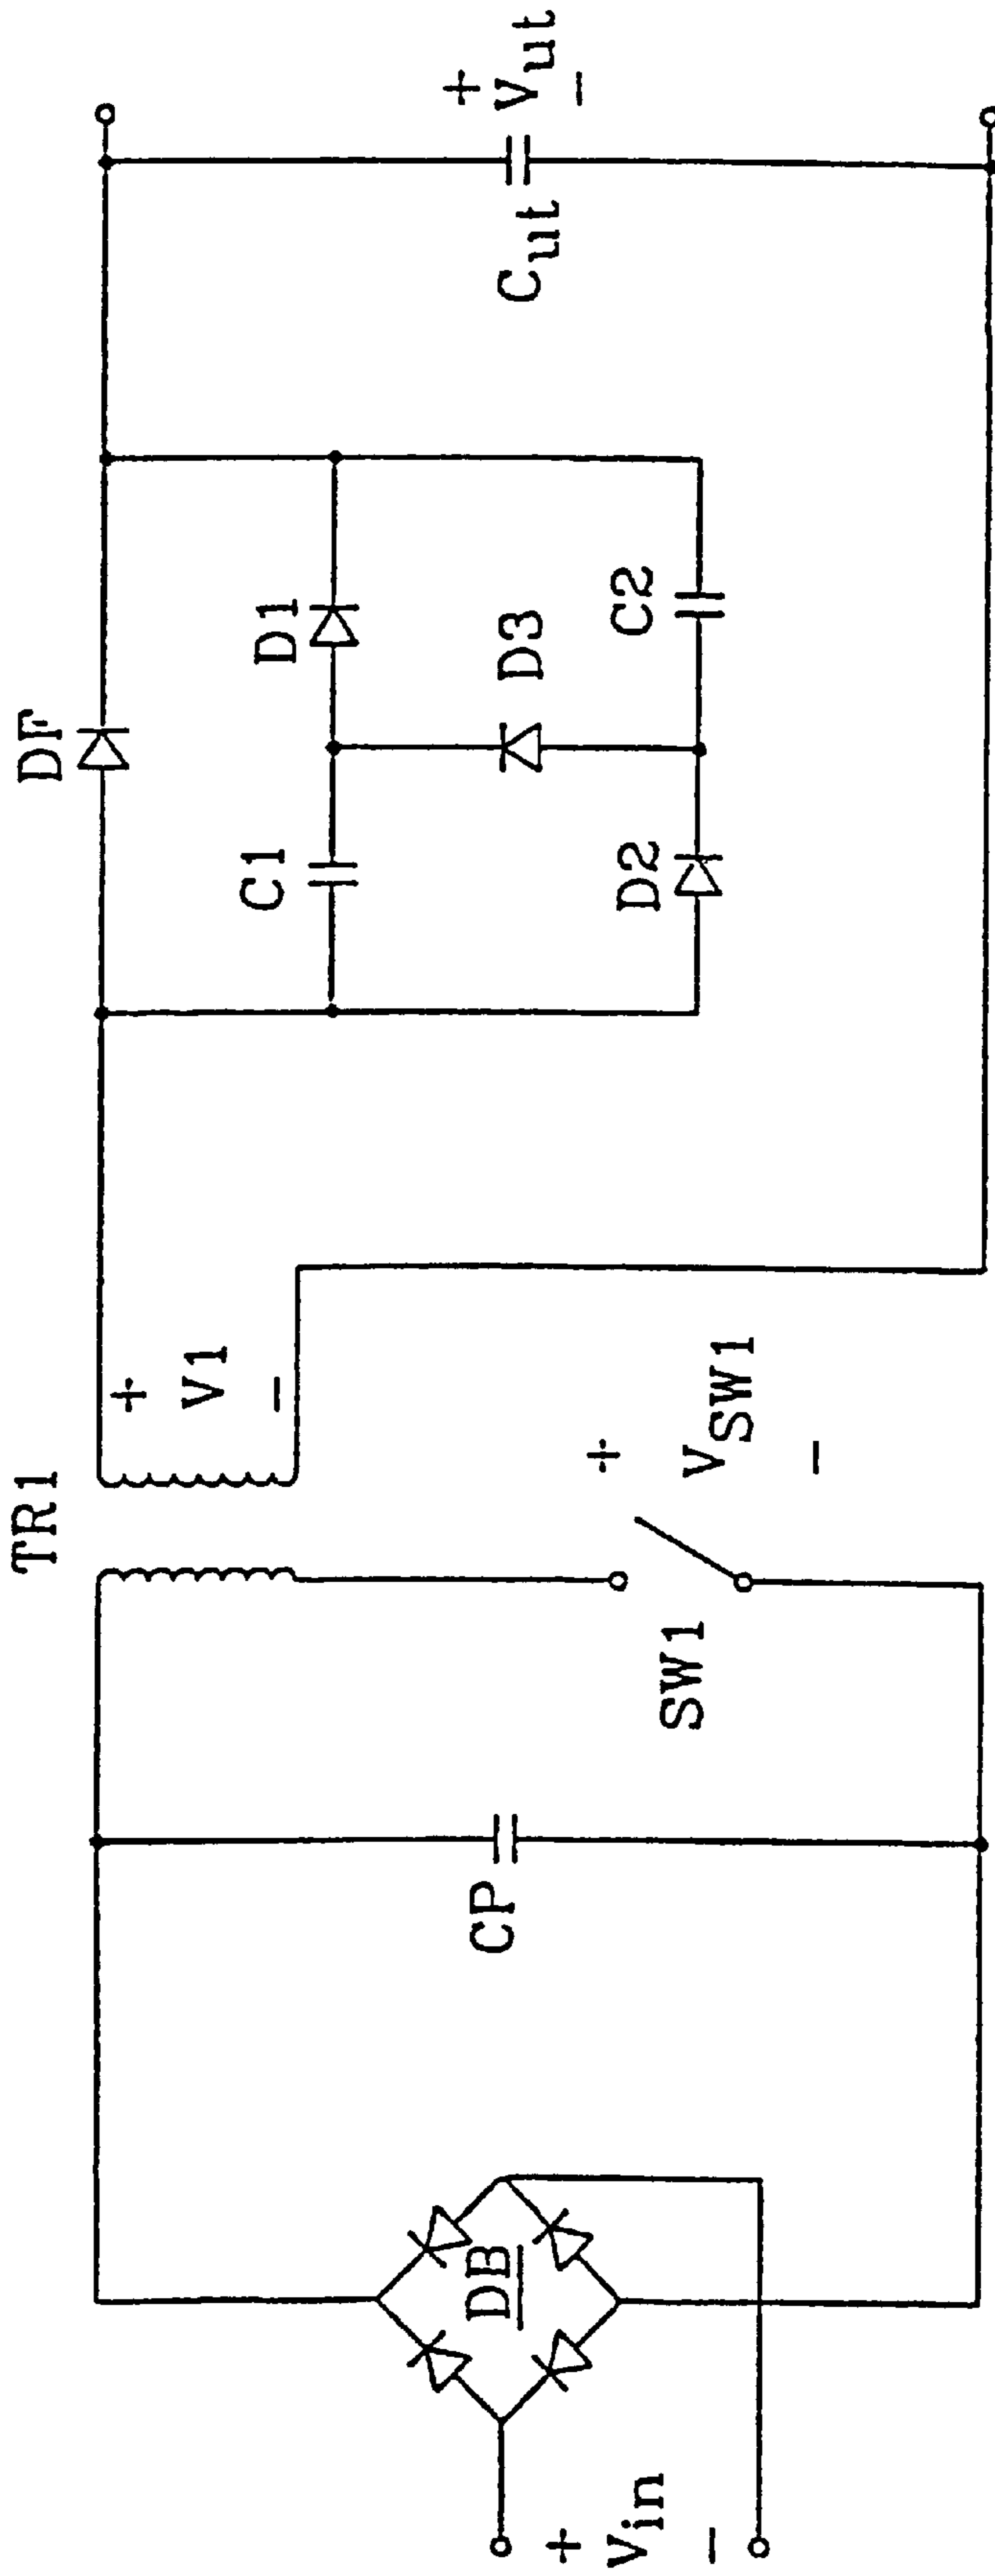 TR1
DF
+
V1
-
C1
D1
D3
D2
C2
+
Vut
-
Cut
CP
SW1
+
VSW1
-
DB
+
Vin
-